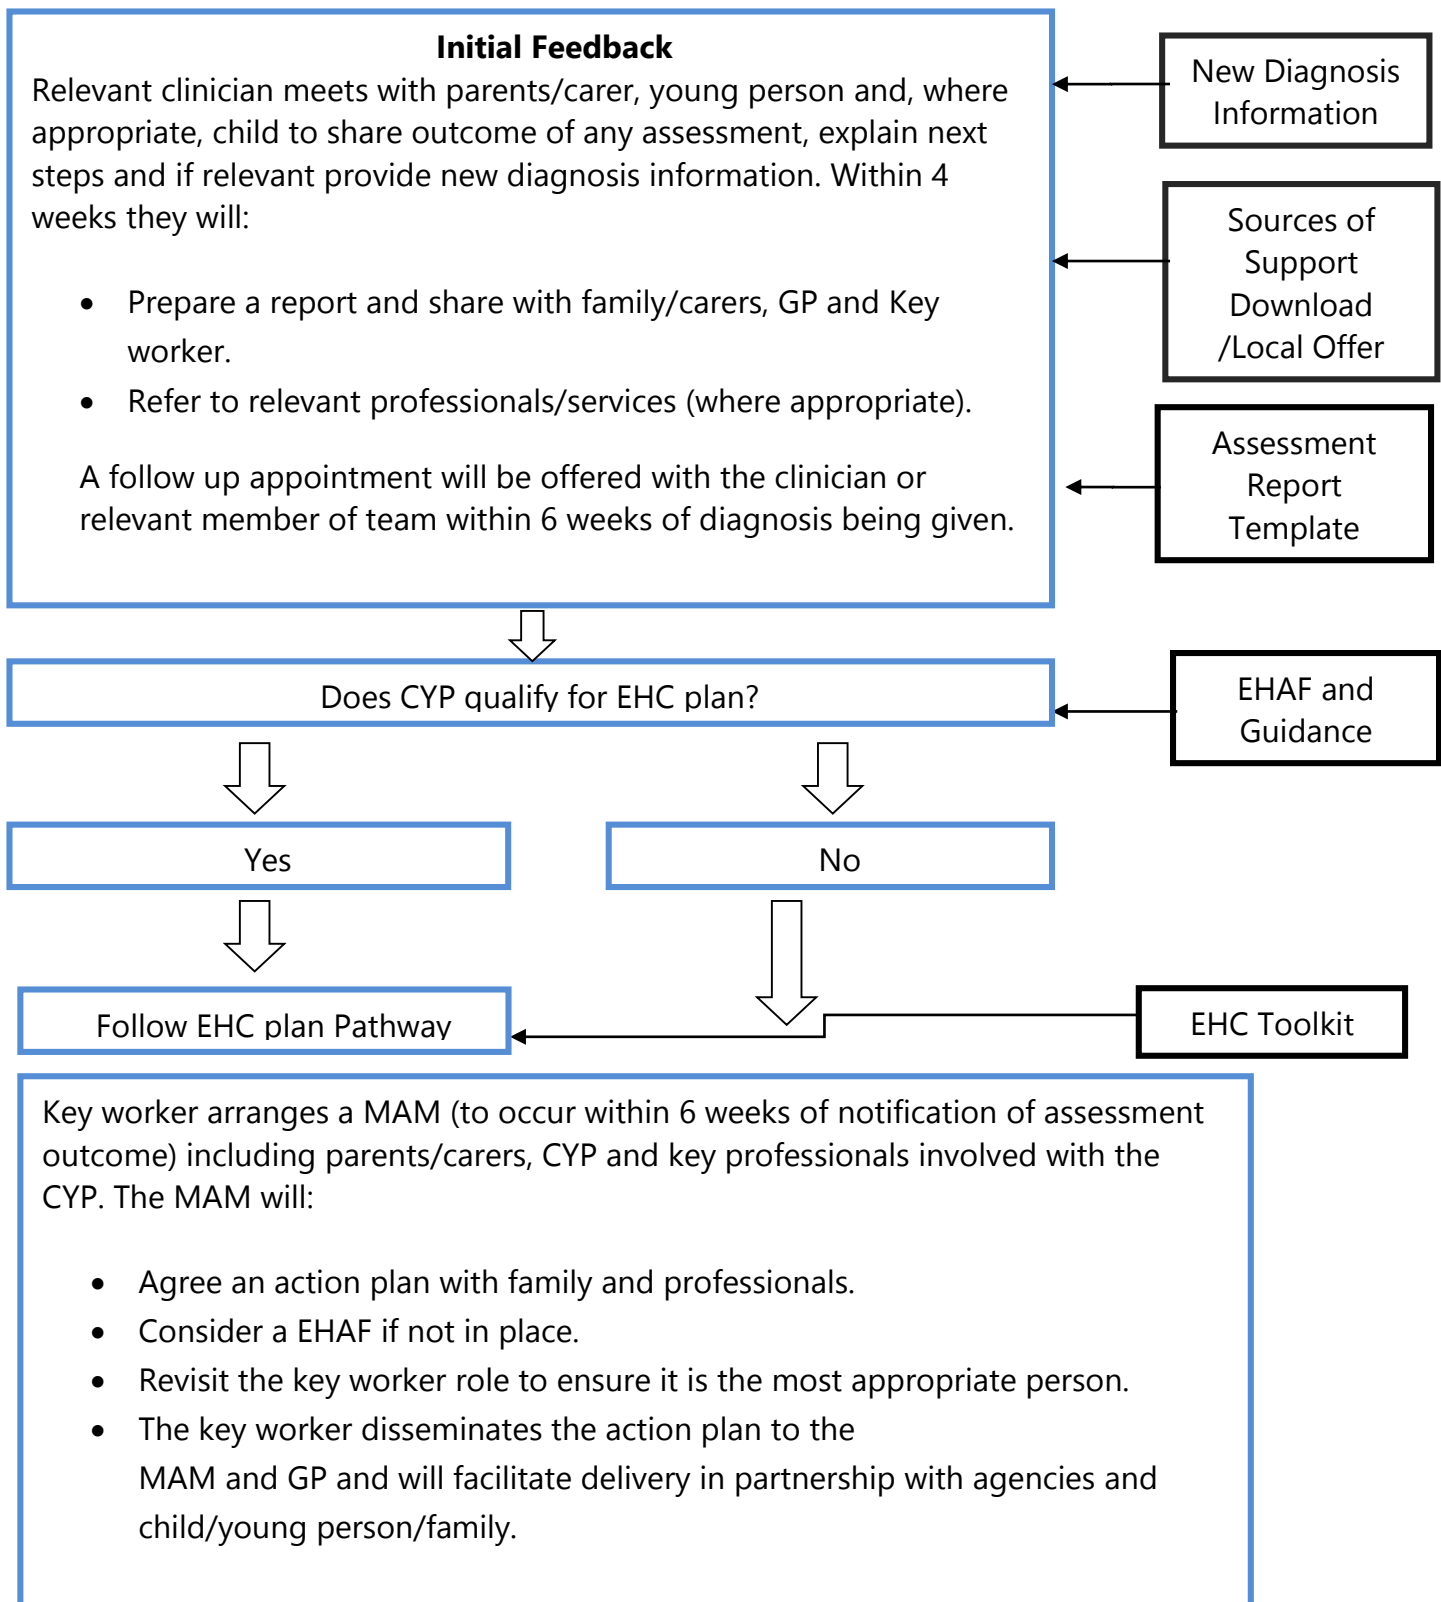 Initial Feedback
Relevant clinician meets with parents/carer, young person and, where
appropriate, child to share outcome of any assessment, explain next
steps and if relevant provide new diagnosis information. Within 4
weeks they will:
• Prepare a report and share with family/carers, GP and Key
worker.
• Refer to relevant professionals/services (where appropriate).
A follow up appointment will be offered with the clinician or
relevant member of team within 6 weeks of diagnosis being given.
New Diagnosis
Information
Sources of
Support
Download
/Local Offer
Assessment
Report
Template
Does CYP qualify for EHC plan?
EHAF and
Guidance
Yes
No
Follow EHC plan Pathway
EHC Toolkit
Key worker arranges a MAM (to occur within 6 weeks of notification of assessment
outcome) including parents/carers, CYP and key professionals involved with the
CYP. The MAM will:
• Agree an action plan with family and professionals.
• Consider a EHAF if not in place.
• Revisit the key worker role to ensure it is the most appropriate person.
• The key worker disseminates the action plan to the
MAM and GP and will facilitate delivery in partnership with agencies and
child/young person/family.